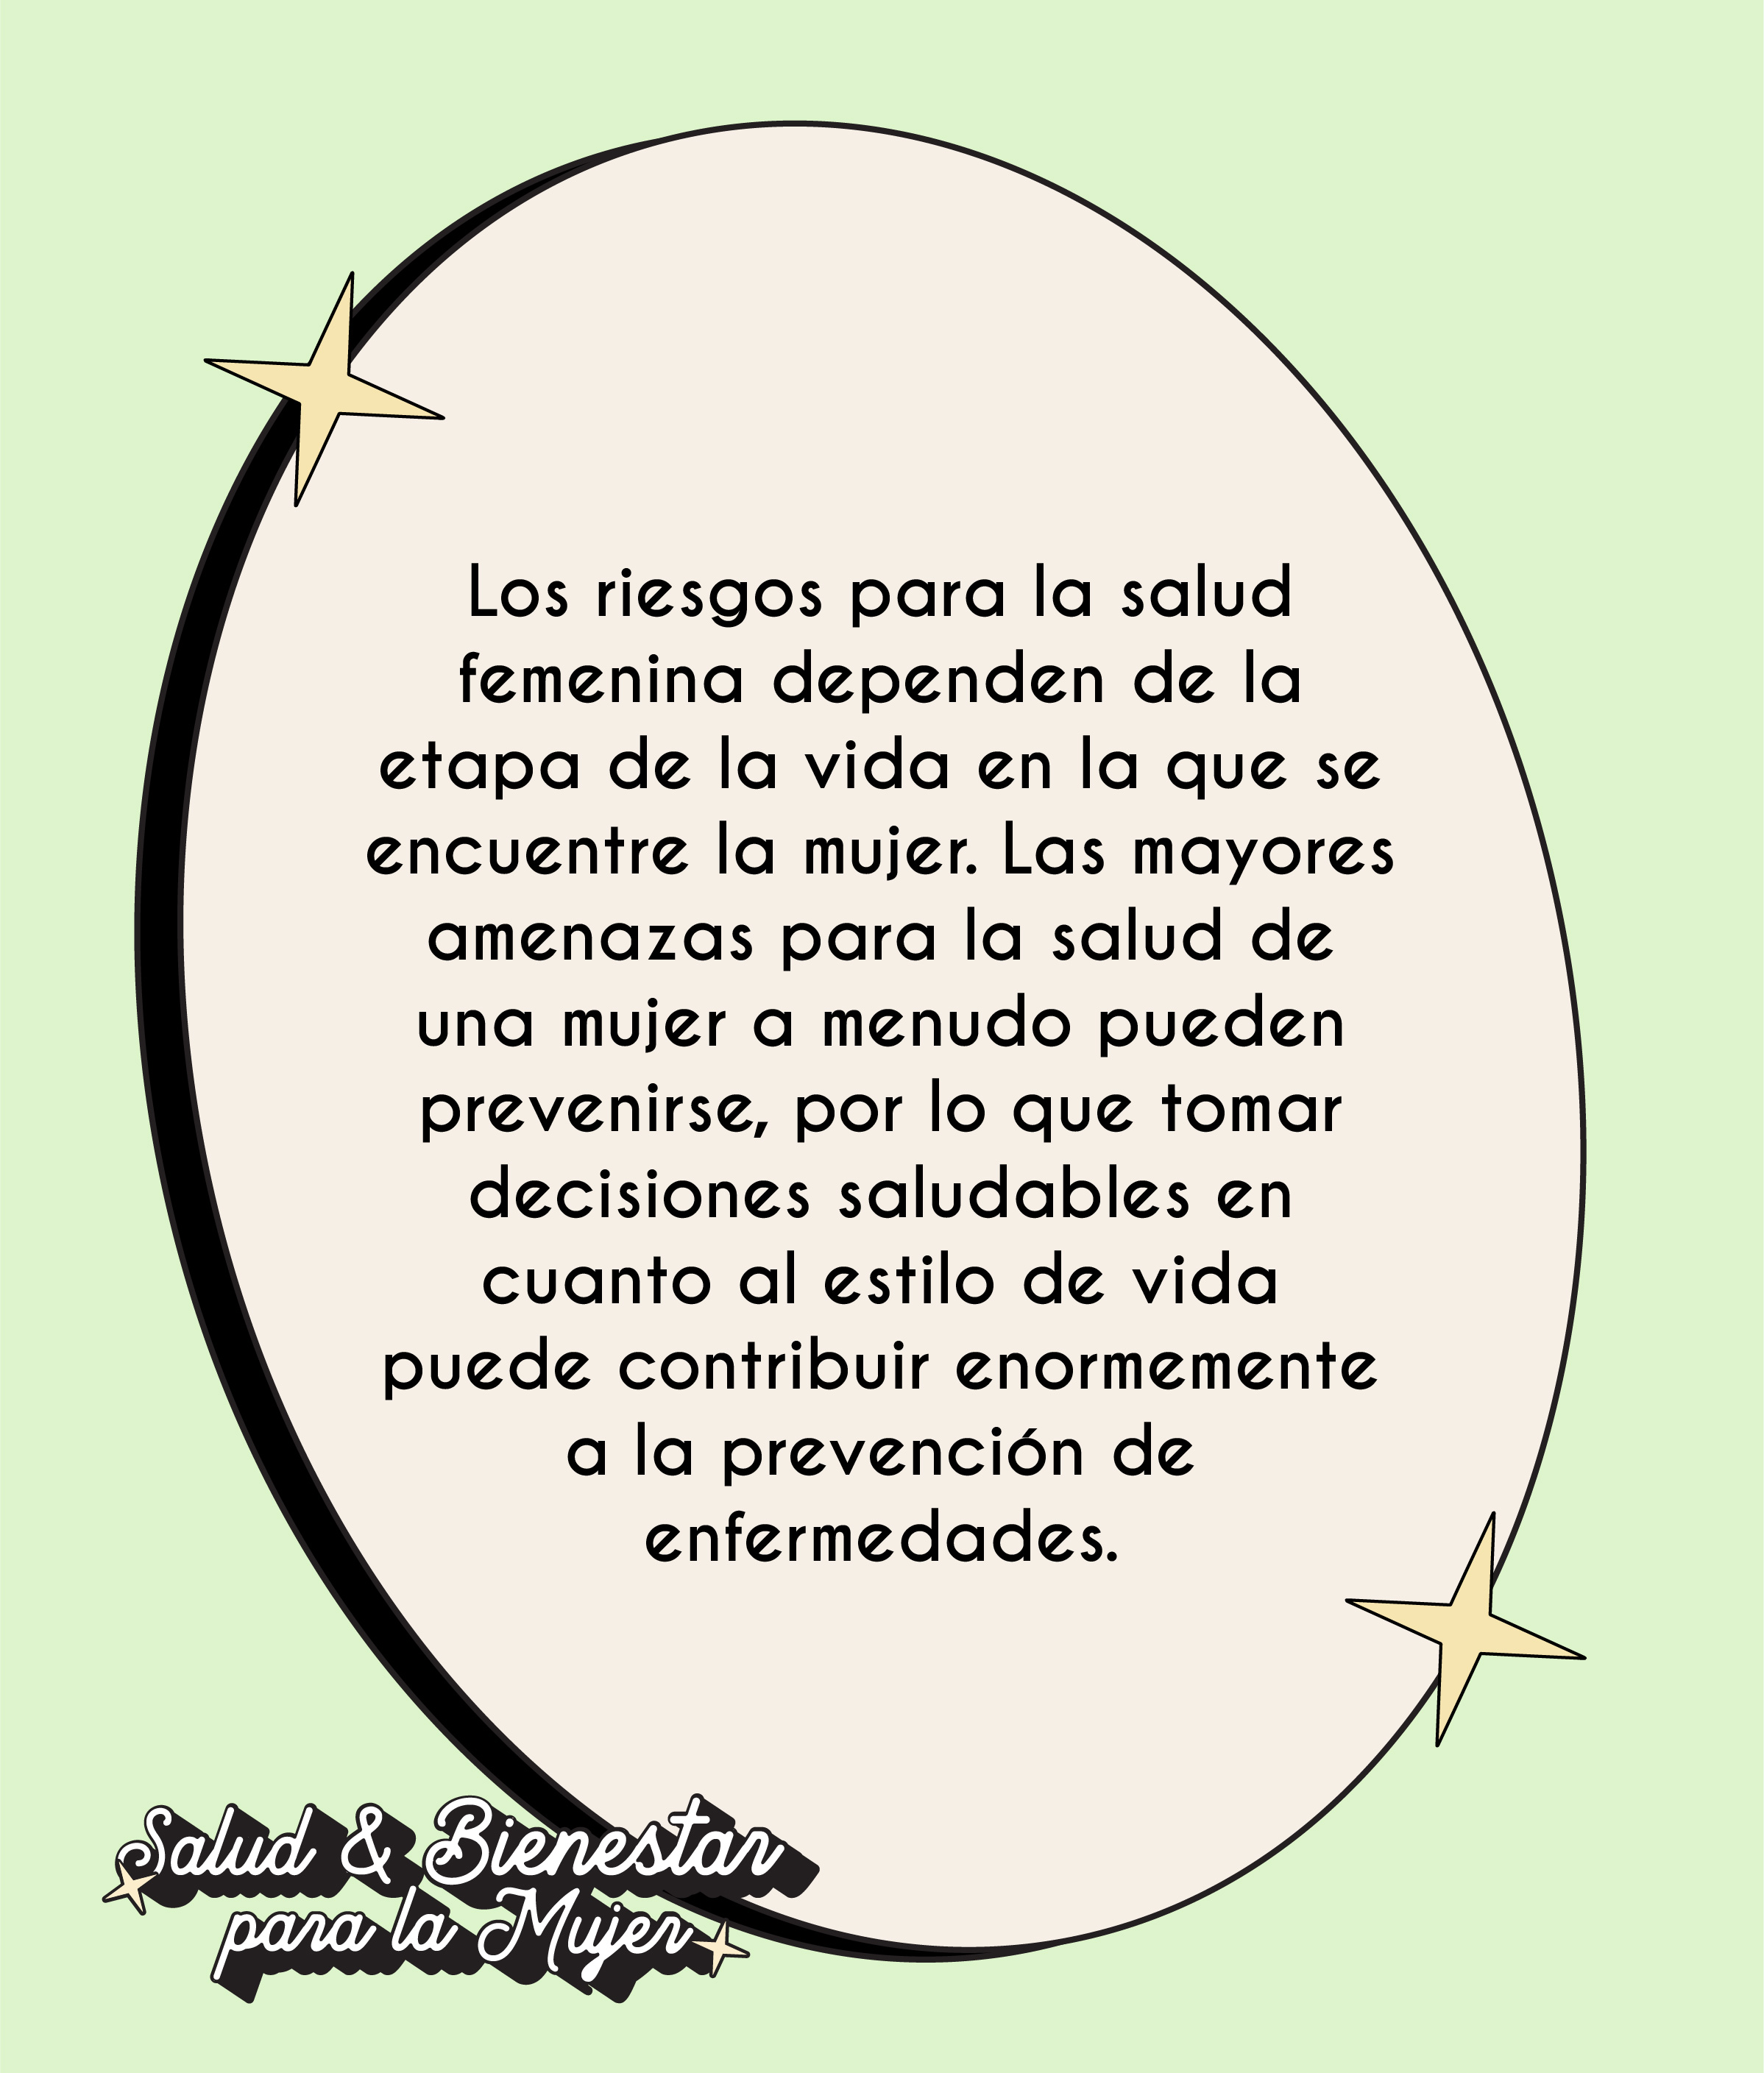 Los riesgos para la salud
femenina dependen de la
etapa de la vida en la que se
encuentre la mujer. Las mayores
amenazas para la salud de
una mujer a menudo pueden
prevenirse, por lo que tomar
decisiones saludables en
cuanto al estilo de vida
puede contribuir enormemente
a la prevención de
enfermedades.
Salud & Bienestar
para la Mujer